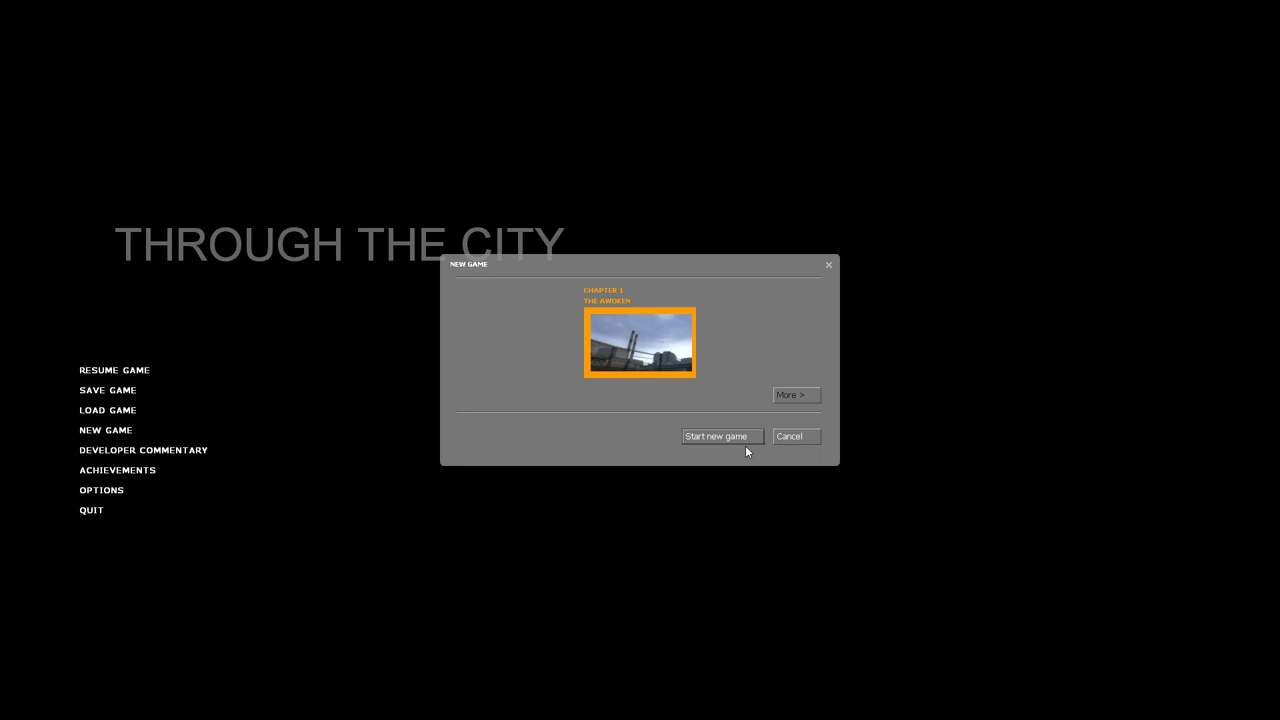 THROUGH THE CITY
NEW GAME
CHAPTER 1
THE AWOKEN
More >
Start new game
Cancel
RESUME GAME
SAVE GAME
LOAD GAME
NEW GAME
DEVELOPER COMMENTARY
ACHIEVEMENTS
OPTIONS
QUIT